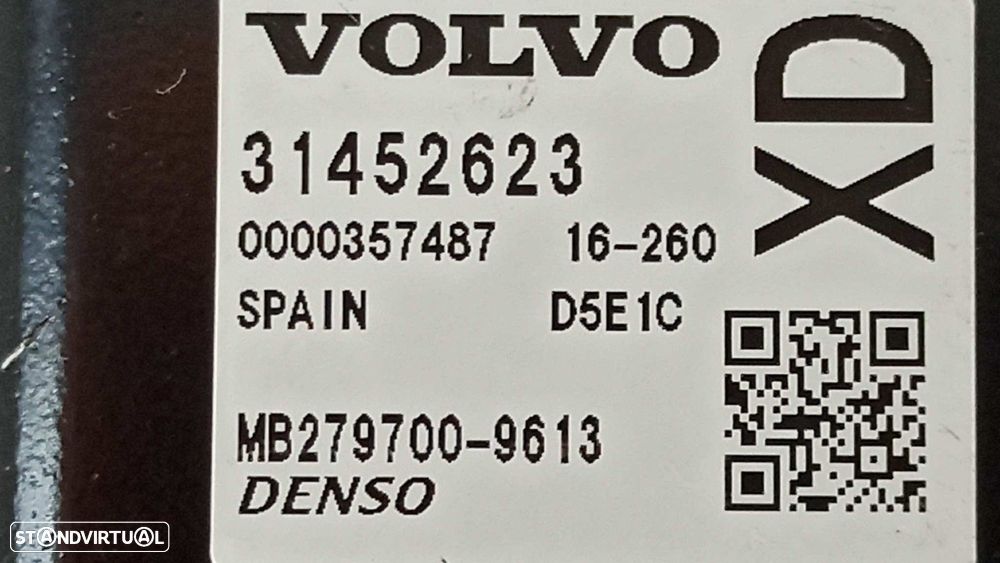 VOLVO
XD
31452623
0000357487 16-260
SPAIN D5E1C
MB279700-9613
DENSO
STANDVIRTUAL